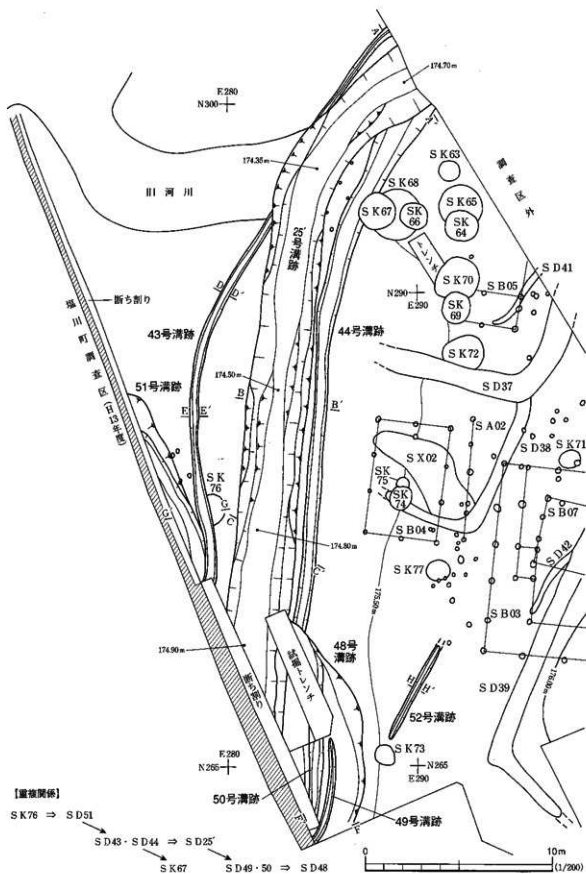 A
174.70m
E280
N300
A´
174.35m
旧河川
調査区外
SK63
SK68
SK67
SK66
SK65
SK64
トレンチ
25´号溝跡
SK70
SB05
SD41
N290
E290
SK69
D
D´
43号溝跡
44号溝跡
SK72
断ち割り
塩川町調査区(H13年度)
51号溝跡
174.50m
SD37
E
E´
B
B´
SA02
SD38
SK71
SX02
SK76
SK75
SK74
SB07
G
G´
C
C´
SB04
SD42
174.80m
SK77
175.50m
SB03
174.90m
48号溝跡
試掘トレンチ
断ち割り
H
H´
SD39
176.00m
52号溝跡
E280
N265
SK73
N265
E290
50号溝跡
49号溝跡
F
F´
【重複関係】
SK76 ⇒ SD51
SD43・SD44 ⇒ SD25´
SK67
SD49・50 ⇒ SD48
0
10m
(1/200)